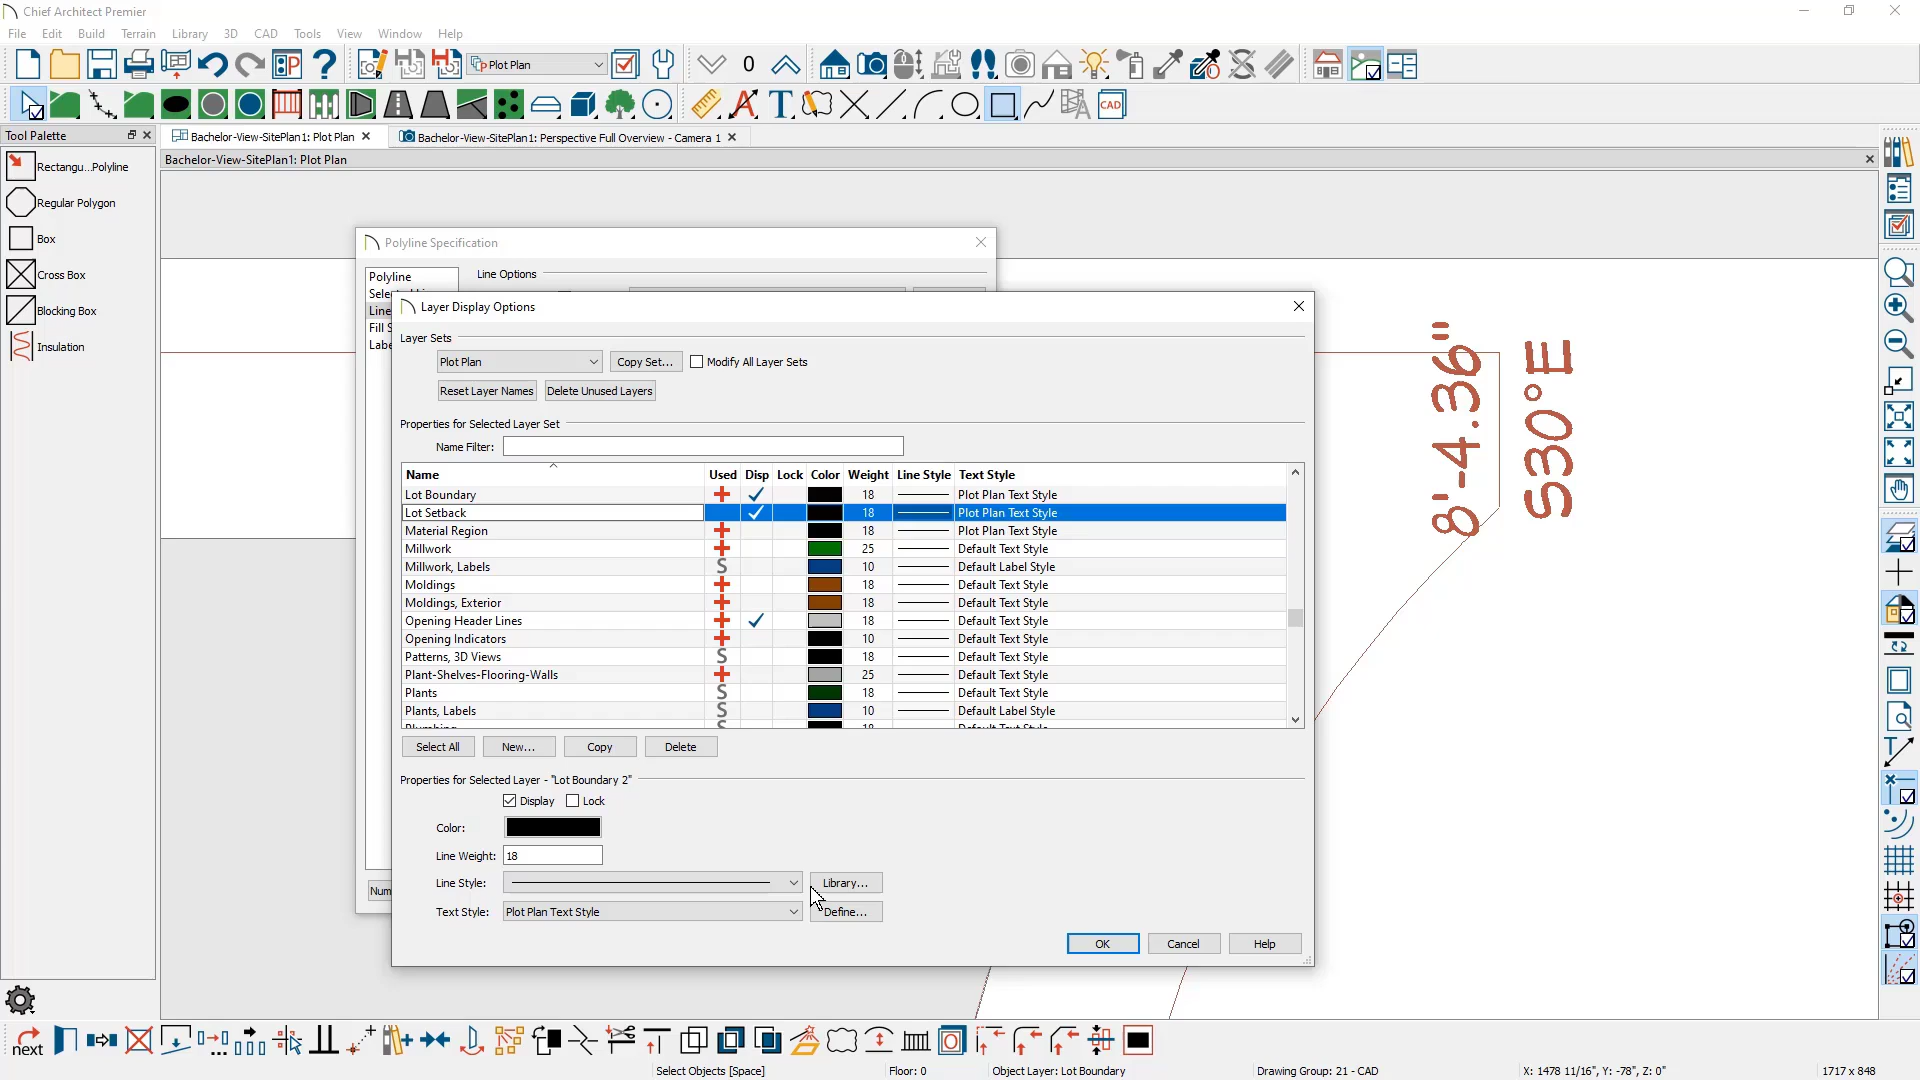 Chief Architect Premier
File Edit Build Terrain Library 3D CAD Tools View Window Help
Plot Plan
0
T
CAD
Tool Palette
Bachelor-View-SitePlan1: Plot Plan
Bachelor-View-SitePlan1: Perspective Full Overview - Camera 1
Bachelor-View-SitePlan1: Plot Plan
Rectangu...Polyline
Regular Polygon
Box
Cross Box
Blocking Box
Insulation
Polyline Specification
Polyline
Line Options
Line
Fill S
Labe
Num
Layer Display Options
Layer Sets
Plot Plan
Copy Set...
Modify All Layer Sets
Reset Layer Names
Delete Unused Layers
Properties for Selected Layer Set
Name Filter:
Name Used Disp Lock Color Weight Line Style Text Style
Lot Boundary 18 Plot Plan Text Style
Lot Setback 18 Plot Plan Text Style
Material Region 18 Plot Plan Text Style
Millwork 25 Default Text Style
Millwork, Labels S 10 Default Label Style
Moldings 18 Default Text Style
Moldings, Exterior 18 Default Text Style
Opening Header Lines 18 Default Text Style
Opening Indicators 10 Default Text Style
Patterns, 3D Views S 18 Default Text Style
Plant-Shelves-Flooring-Walls 25 Default Text Style
Plants S 18 Default Text Style
Plants, Labels S 10 Default Label Style
Select All New... Copy Delete
Properties for Selected Layer - "Lot Boundary 2"
Display Lock
Color:
Line Weight: 18
Line Style: Library...
Text Style: Plot Plan Text Style Define...
OK Cancel Help
8'-4.36"
S30°E
next
Select Objects [Space]
Floor: 0
Object Layer: Lot Boundary
Drawing Group: 21 - CAD
X: 1478 11/16", Y: -78", Z: 0"
1717 x 848